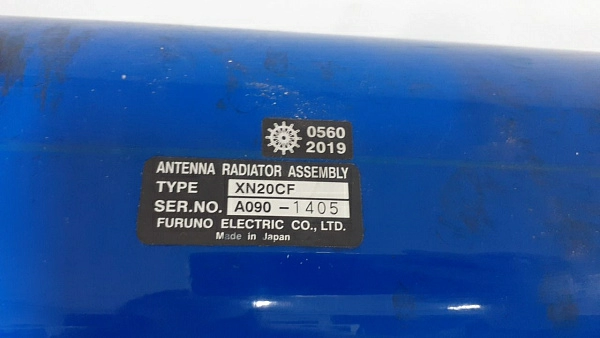 0560
2019
ANTENNA RADIATOR ASSEMBLY
TYPE XN20CF
SER.NO. A090-1405
FURUNO ELECTRIC CO., LTD.
Made in Japan